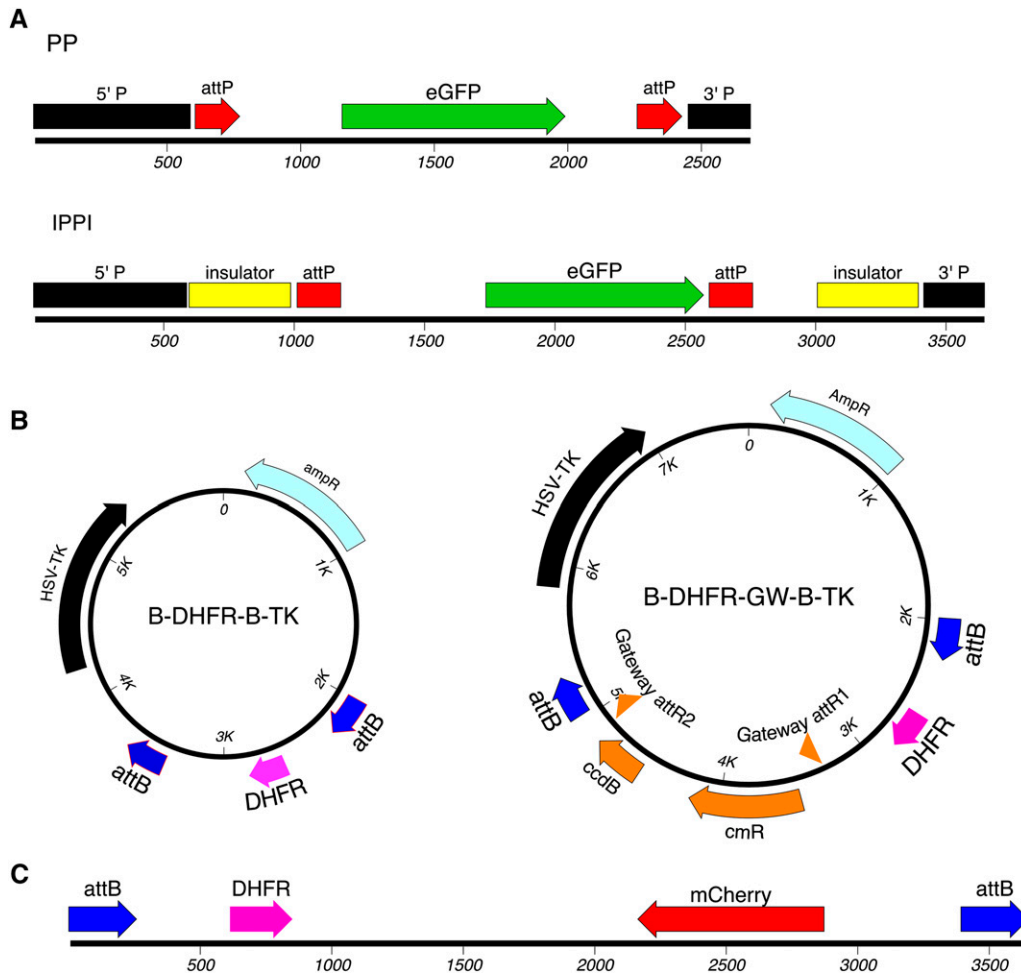 A
PP
5' P attP eGFP attP 3' P
500 1000 1500 2000 2500
IPPI
5' P insulator attP eGFP attP insulator 3' P
500 1000 1500 2000 2500 3000 3500
B
ampR
HSV-TK
0
1K
2K
3K
4K
5K
B-DHFR-B-TK
attB
DHFR
attB
AmpR
HSV-TK
0
1K
2K
3K
4K
5
6K
7K
B-DHFR-GW-B-TK
Gateway attR2
Gateway attR1
attB
DHFR
cmR
ccdB
attB
C
attB DHFR mCherry attB
500 1000 1500 2000 2500 3000 3500